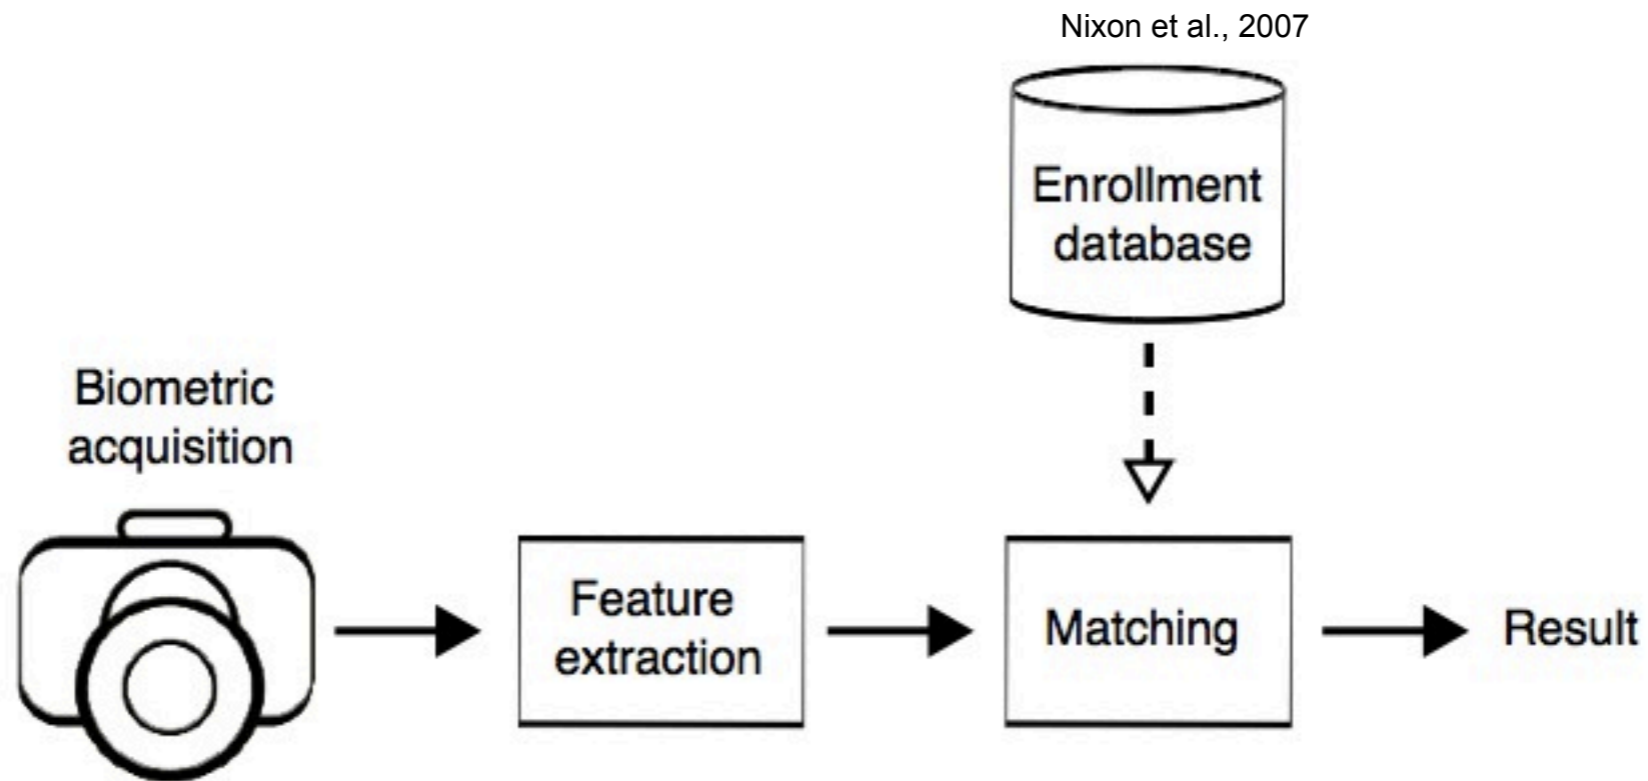 Nixon et al., 2007
Enrollment
database
Biometric
acquisition
Feature
extraction
Matching
Result